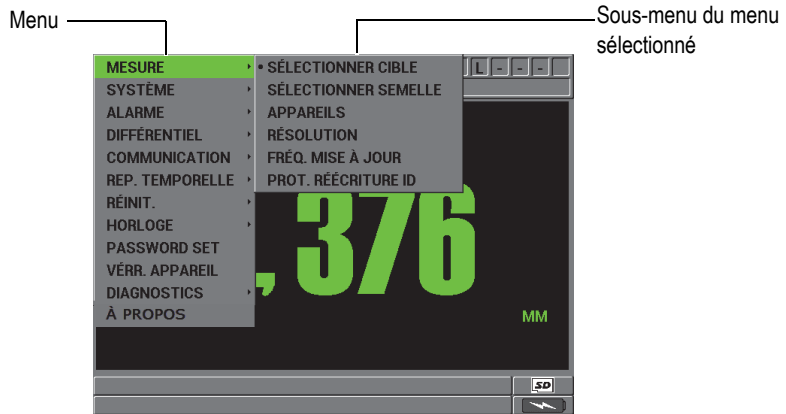 Menu
Sous-menu du menu
sélectionné
MESURE
SYSTÈME
ALARME
DIFFÉRENTIEL
COMMUNICATION
REP. TEMPORELLE
RÉINIT.
HORLOGE
PASSWORD SET
VÉRR. APPAREIL
DIAGNOSTICS
À PROPOS
• SÉLECTIONNER CIBLE
SÉLECTIONNER SEMELLE
APPAREILS
RÉSOLUTION
FRÉQ. MISE À JOUR
PROT. RÉÉCRITURE ID
L - - -
,376
MM
SD